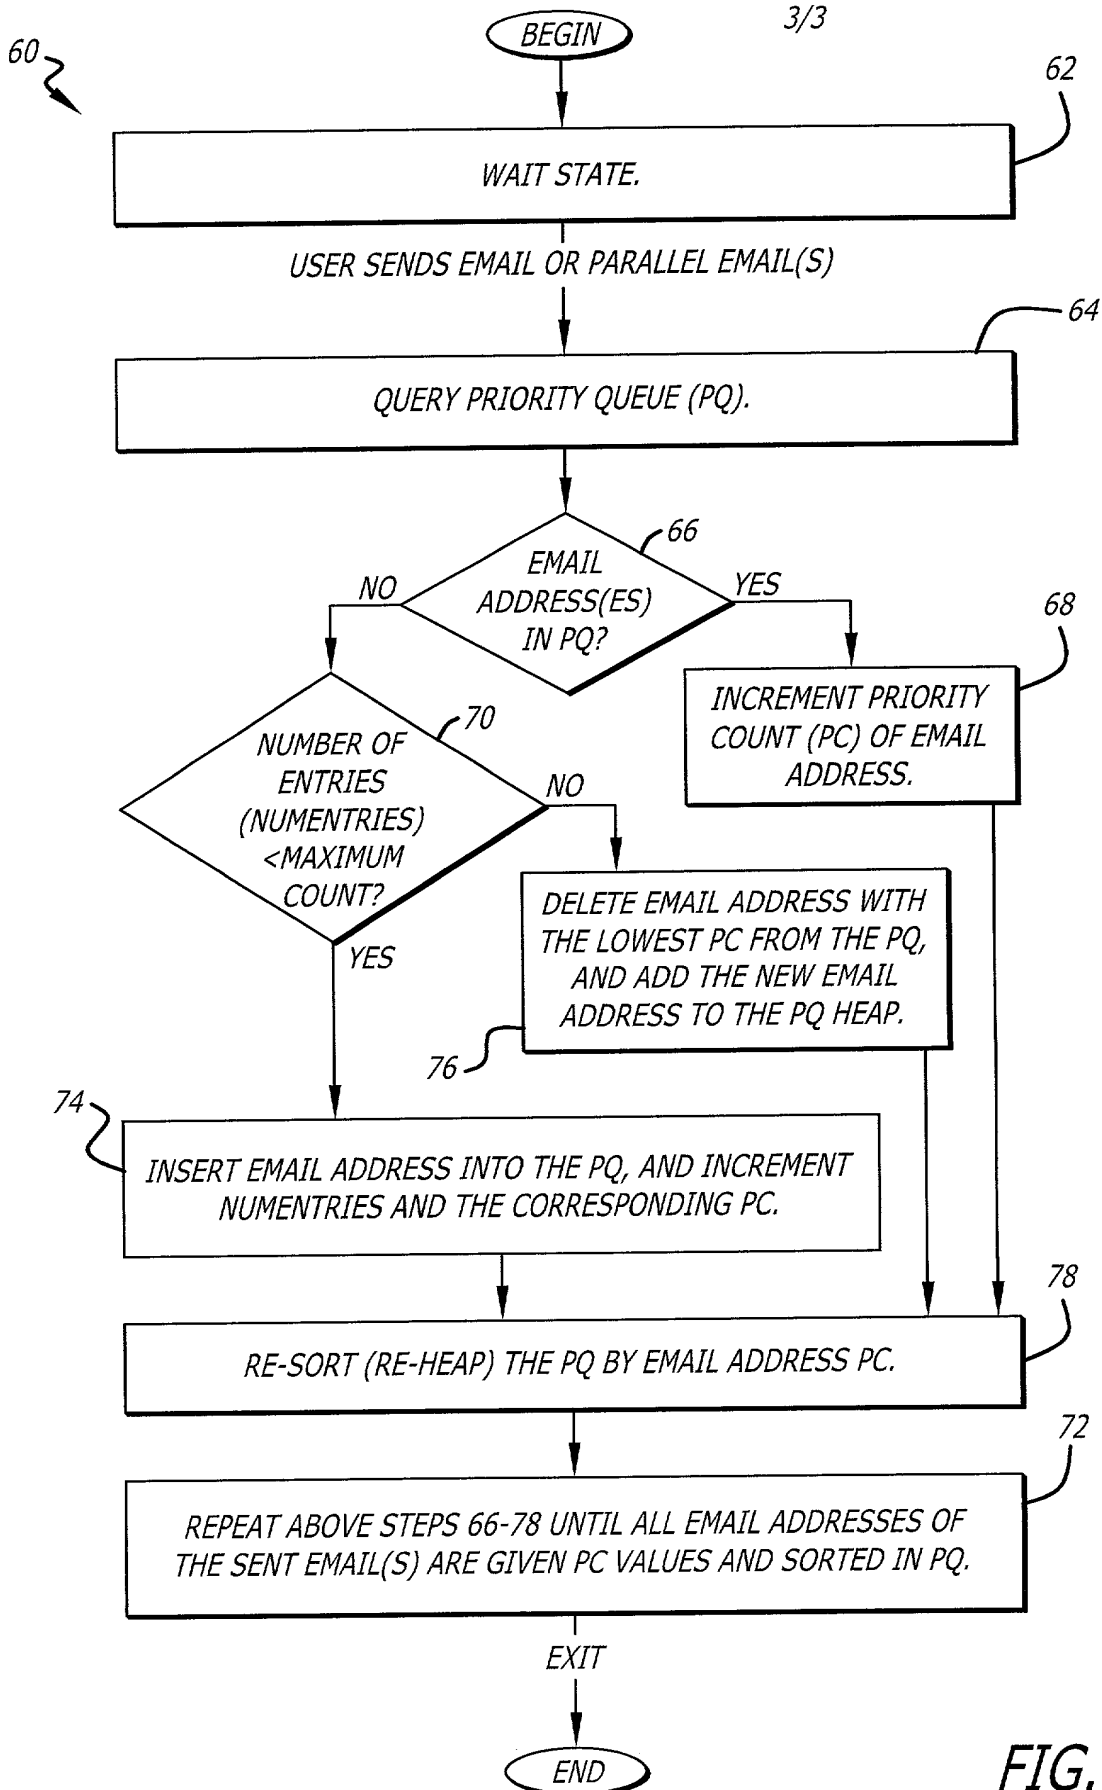 BEGIN
3/3
60
62
WAIT STATE.
USER SENDS EMAIL OR PARALLEL EMAIL(S)
64
QUERY PRIORITY QUEUE (PQ).
66
EMAIL
ADDRESS(ES)
IN PQ?
NO
YES
68
INCREMENT PRIORITY
COUNT (PC) OF EMAIL
ADDRESS.
70
NUMBER OF
ENTRIES
(NUMENTRIES)
<MAXIMUM
COUNT?
NO
YES
DELETE EMAIL ADDRESS WITH
THE LOWEST PC FROM THE PQ,
AND ADD THE NEW EMAIL
ADDRESS TO THE PQ HEAP.
76
74
INSERT EMAIL ADDRESS INTO THE PQ, AND INCREMENT
NUMENTRIES AND THE CORRESPONDING PC.
78
RE-SORT (RE-HEAP) THE PQ BY EMAIL ADDRESS PC.
72
REPEAT ABOVE STEPS 66-78 UNTIL ALL EMAIL ADDRESSES OF
THE SENT EMAIL(S) ARE GIVEN PC VALUES AND SORTED IN PQ.
EXIT
END
FIG.